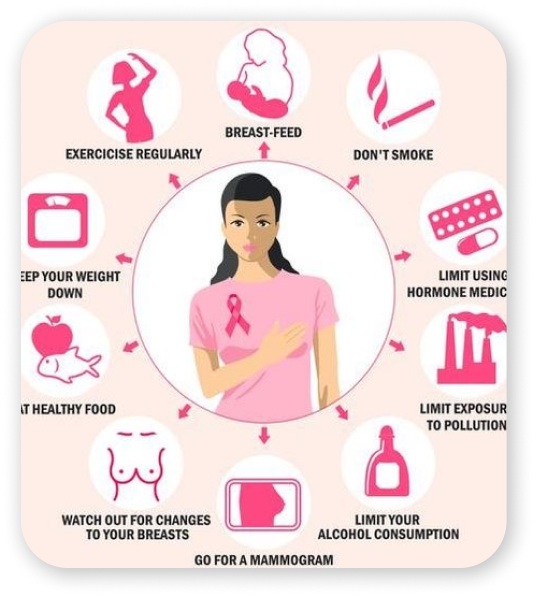 BREAST-FEED
EXERCICISE REGULARLY
DON'T SMOKE
EEP YOUR WEIGHT
DOWN
LIMIT USING
HORMONE MEDIC
AT HEALTHY FOOD
LIMIT EXPOSUR
TO POLLUTION
WATCH OUT FOR CHANGES
TO YOUR BREASTS
LIMIT YOUR
ALCOHOL CONSUMPTION
GO FOR A MAMMOGRAM